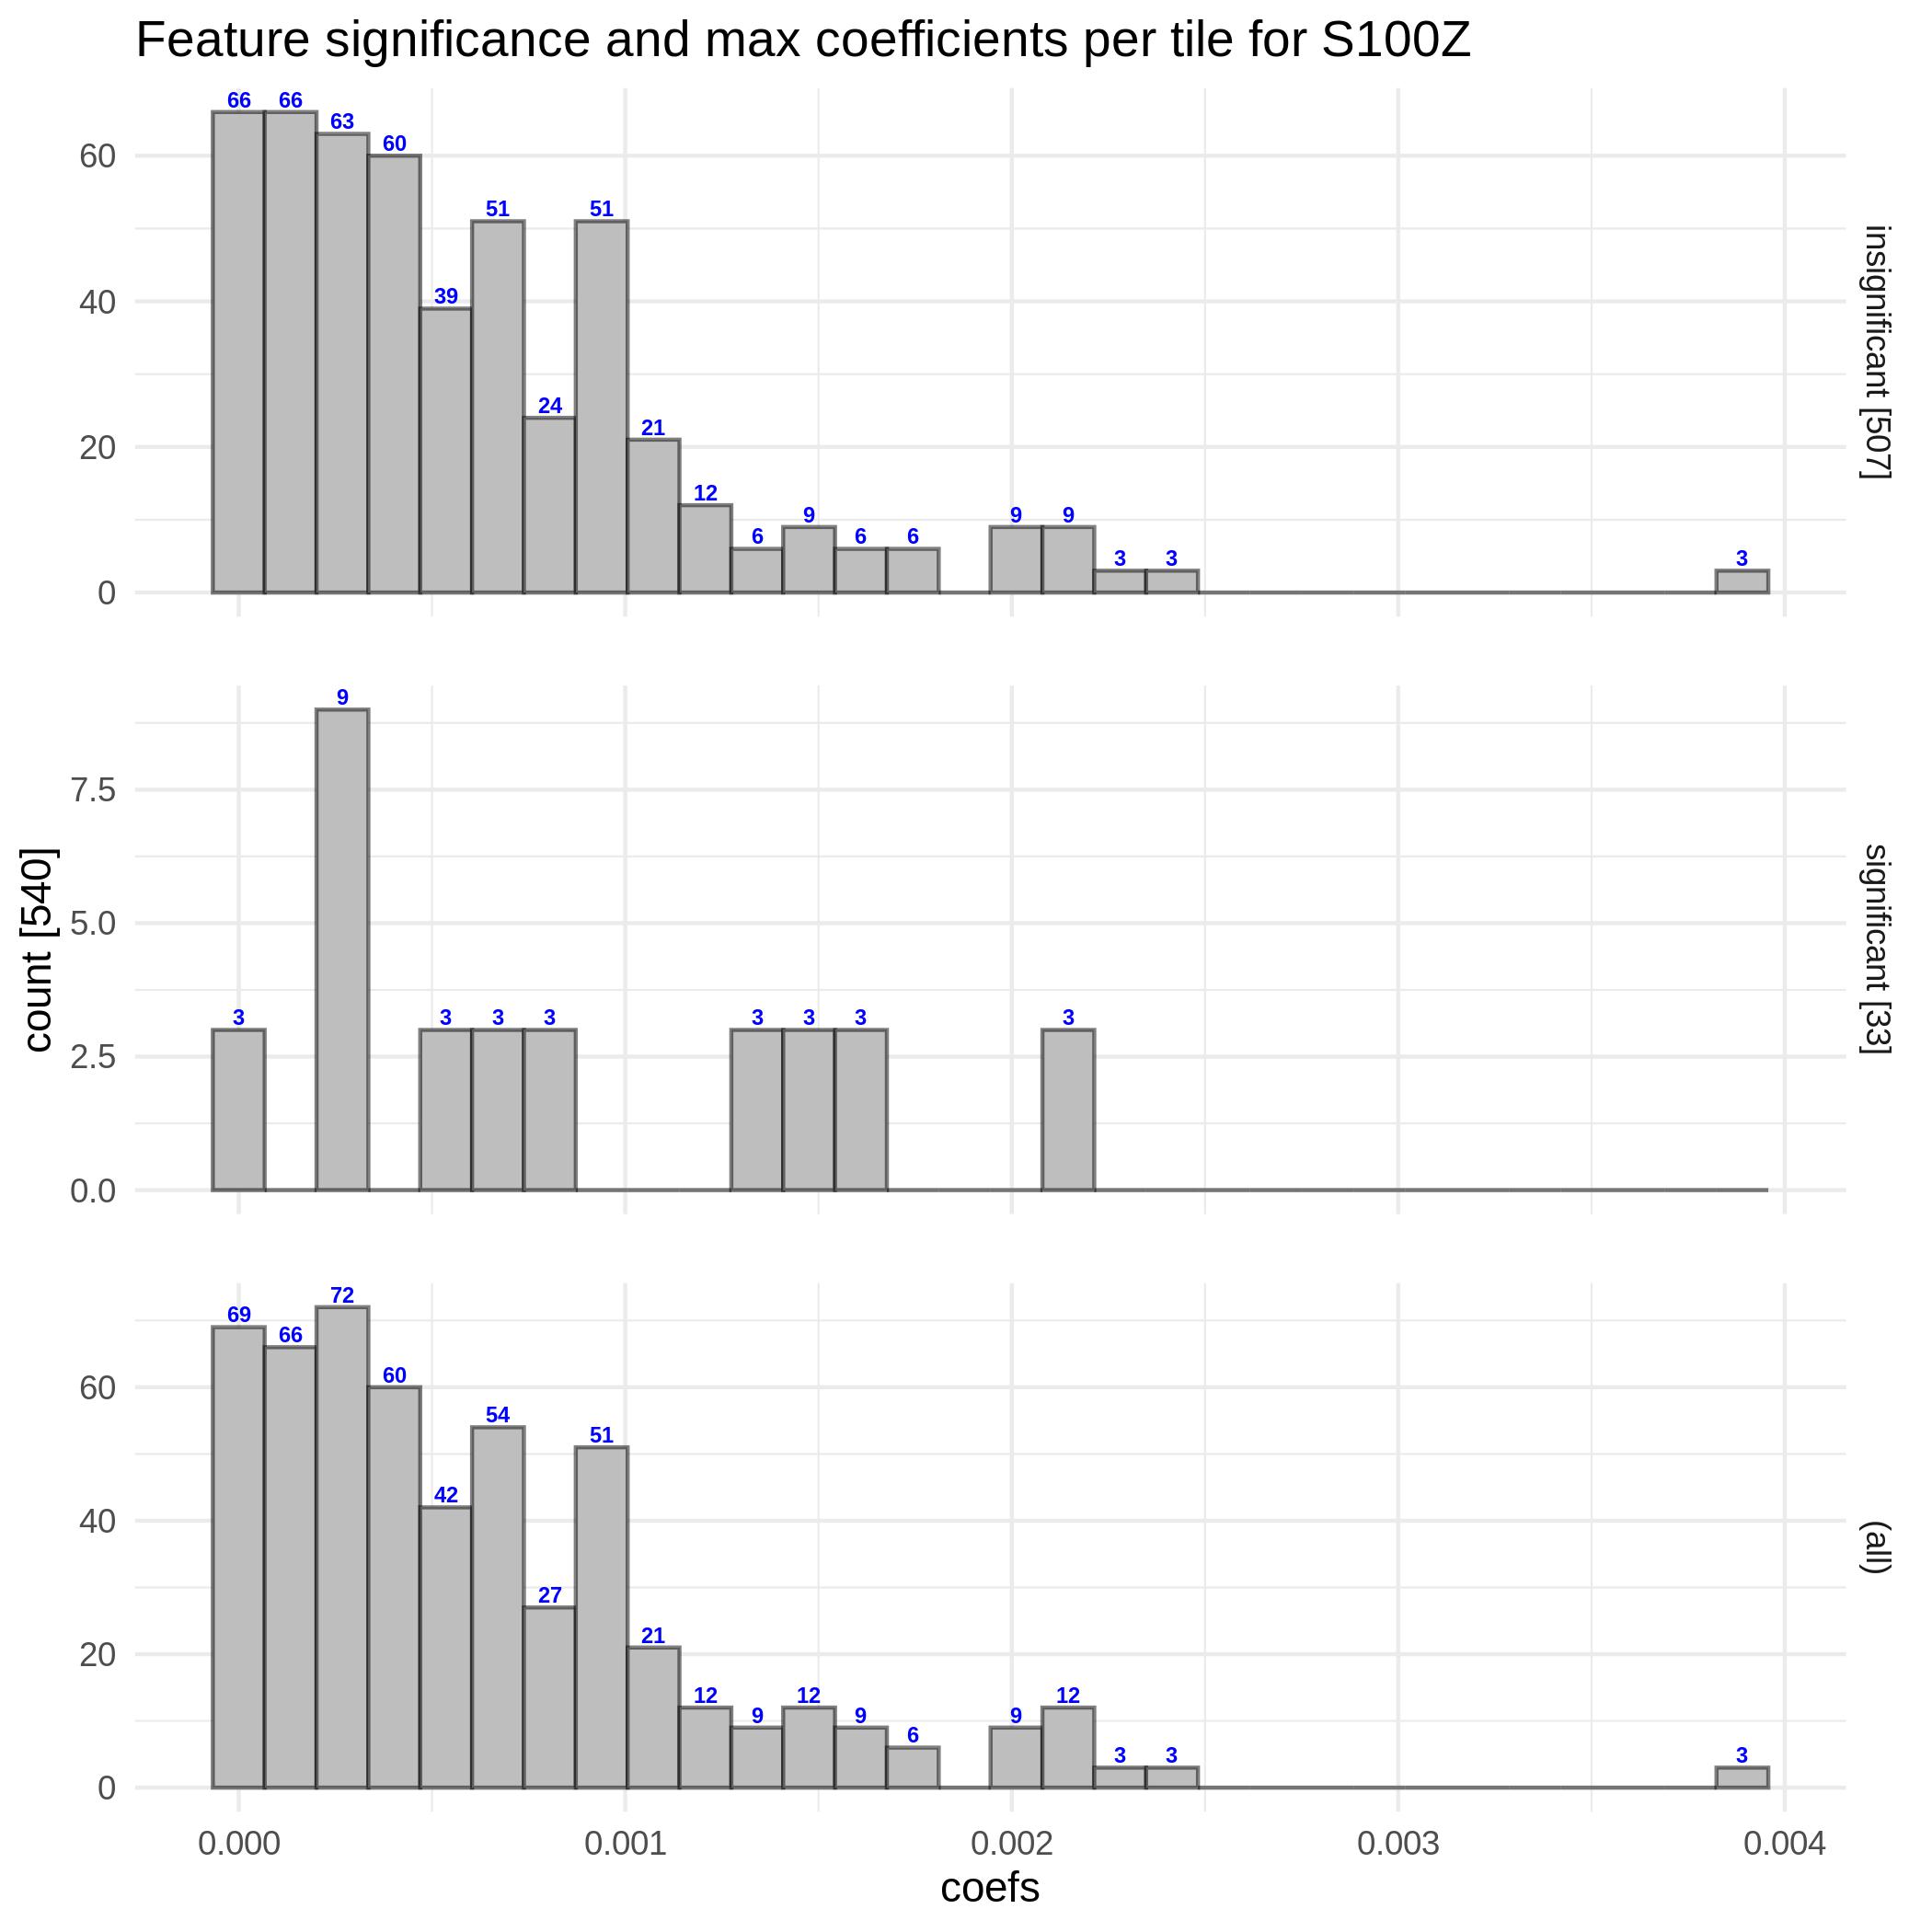 Feature significance and max coefficients per tile for S100Z
66 66 63 60 39 51 24 51 21 12 6 9 6 6 9 9 3 3 3
60
40
20
0
insignificant [507]
9 3 3 3 3 3 3 3 3
7.5
5.0
2.5
0.0
count [540]
significant [33]
69 66 72 60 42 54 27 51 21 12 9 12 9 6 9 12 3 3 3
60
40
20
0
(all)
0.000 0.001 0.002 0.003 0.004
coefs